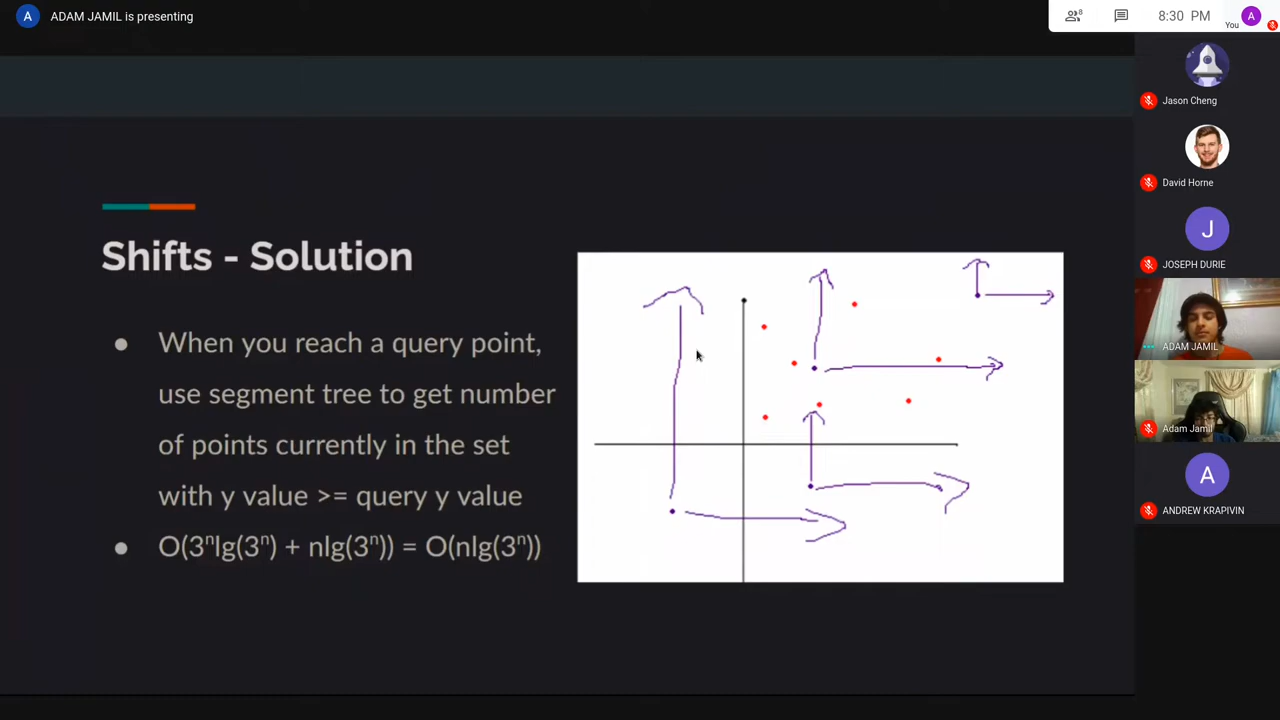 A
ADAM JAMIL is presenting
8
8:30 PM
A
You
Jason Cheng
David Horne
J
JOSEPH DURIE
ADAM JAMIL
Adam Jamil
A
ANDREW KRAPIVIN
Shifts - Solution
● When you reach a query point,
use segment tree to get number
of points currently in the set
with y value >= query y value
● O(3ⁿlg(3ⁿ) + nlg(3ⁿ)) = O(nlg(3ⁿ))